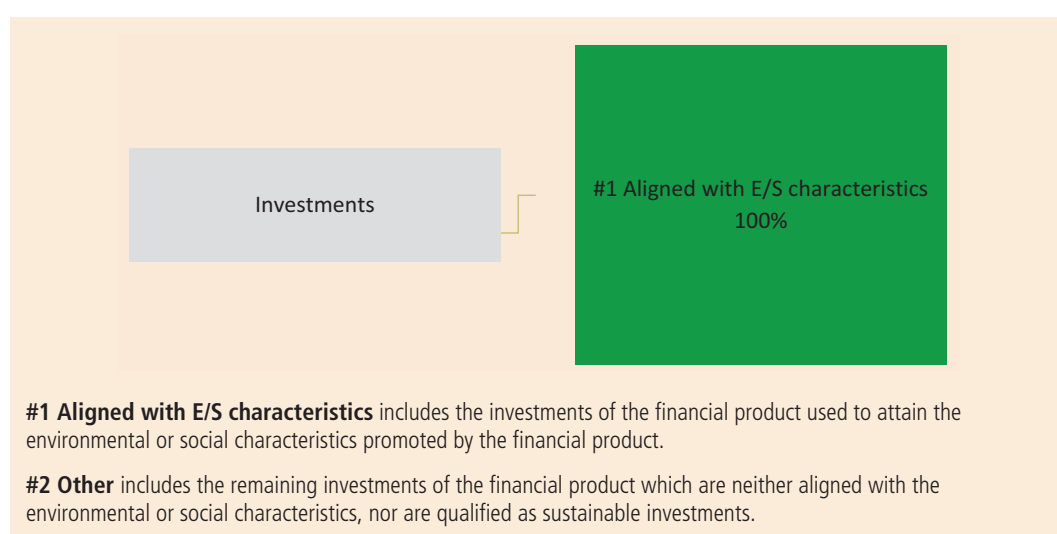 Investments
#1 Aligned with E/S characteristics
100%
#1 Aligned with E/S characteristics includes the investments of the financial product used to attain the
environmental or social characteristics promoted by the financial product.
#2 Other includes the remaining investments of the financial product which are neither aligned with the
environmental or social characteristics, nor are qualified as sustainable investments.